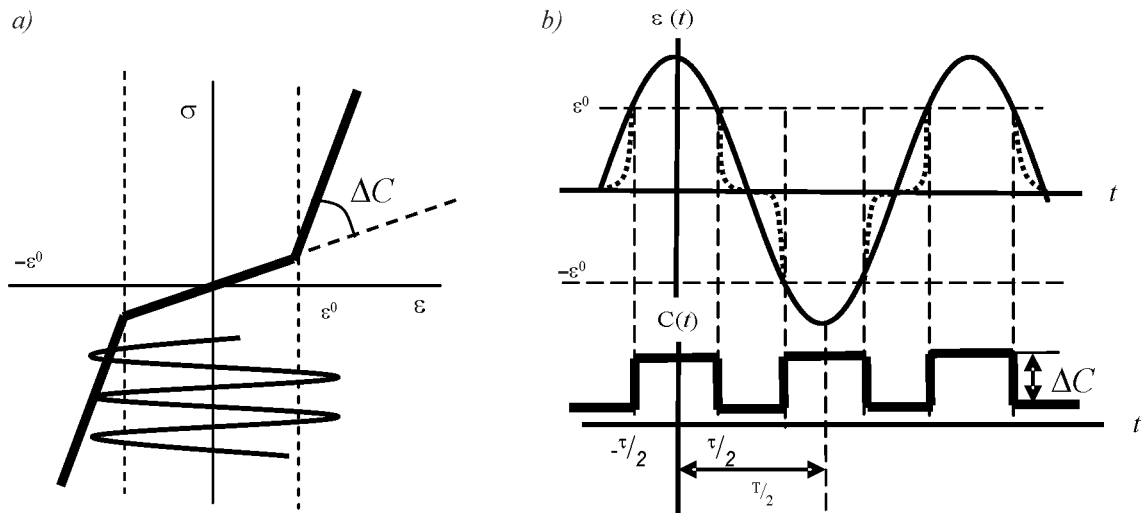 a)
σ
ΔC
-ε⁰
ε⁰
ε
b)
ε (t)
ε⁰
t
-ε⁰
C(t)
ΔC
t
-τ/2
τ/2
T/2